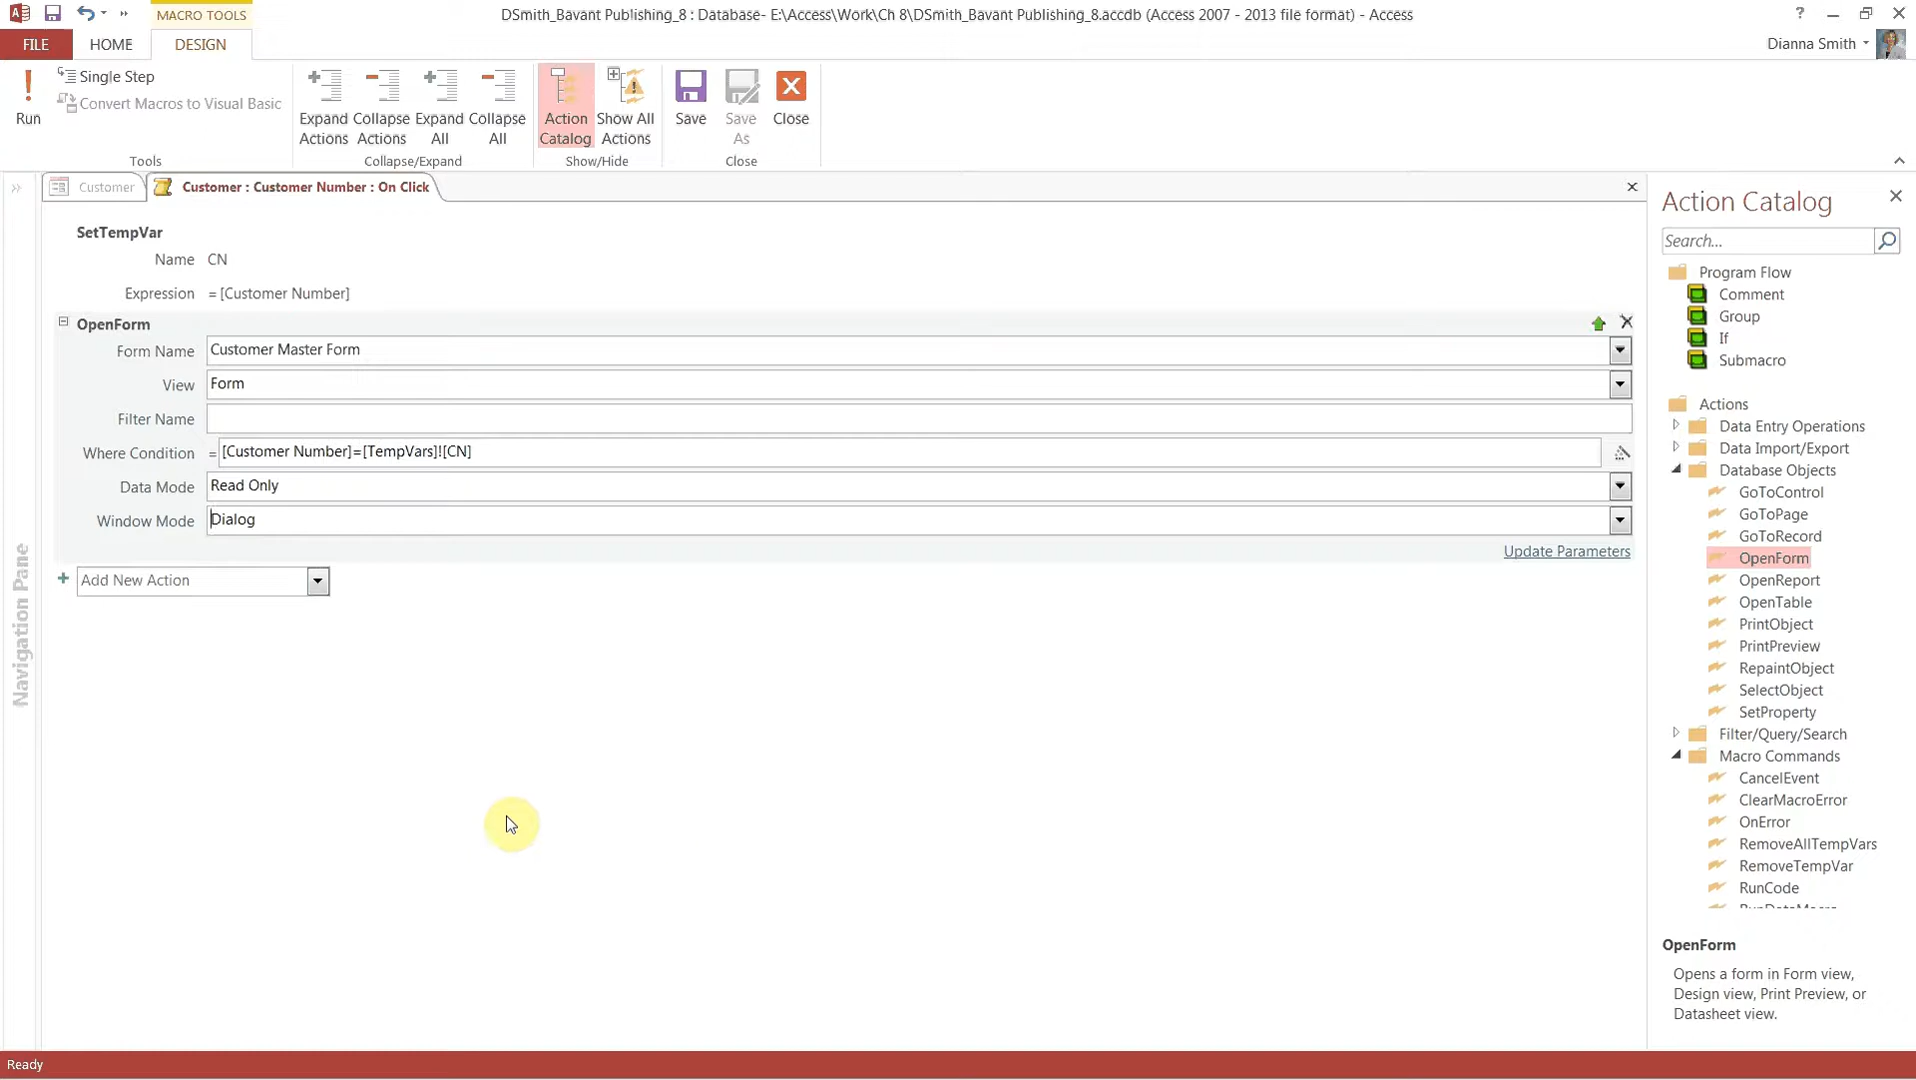 MACRO TOOLS
DSmith_Bavant Publishing_8 : Database- E:\Access\Work\Ch 8\DSmith_Bavant Publishing_8.accdb (Access 2007 - 2013 file format) - Access
FILE HOME DESIGN
Dianna Smith
Run
Single Step
Convert Macros to Visual Basic
Expand Actions
Collapse Actions
Expand All
Collapse All
Action Catalog
Show All Actions
Save
Save As
Close
Tools
Collapse/Expand
Show/Hide
Close
Customer
Customer : Customer Number : On Click
Navigation Pane
SetTempVar
Name CN
Expression = [Customer Number]
OpenForm
Form Name Customer Master Form
View Form
Filter Name
Where Condition = [Customer Number]=[TempVars]![CN]
Data Mode Read Only
Window Mode Dialog
Update Parameters
Add New Action
Action Catalog
Search...
Program Flow
Comment
Group
If
Submacro
Actions
Data Entry Operations
Data Import/Export
Database Objects
GoToControl
GoToPage
GoToRecord
OpenForm
OpenReport
OpenTable
PrintObject
PrintPreview
RepaintObject
SelectObject
SetProperty
Filter/Query/Search
Macro Commands
CancelEvent
ClearMacroError
OnError
RemoveAllTempVars
RemoveTempVar
RunCode
RunDataMacro
OpenForm
Opens a form in Form view,
Design view, Print Preview, or
Datasheet view.
Ready